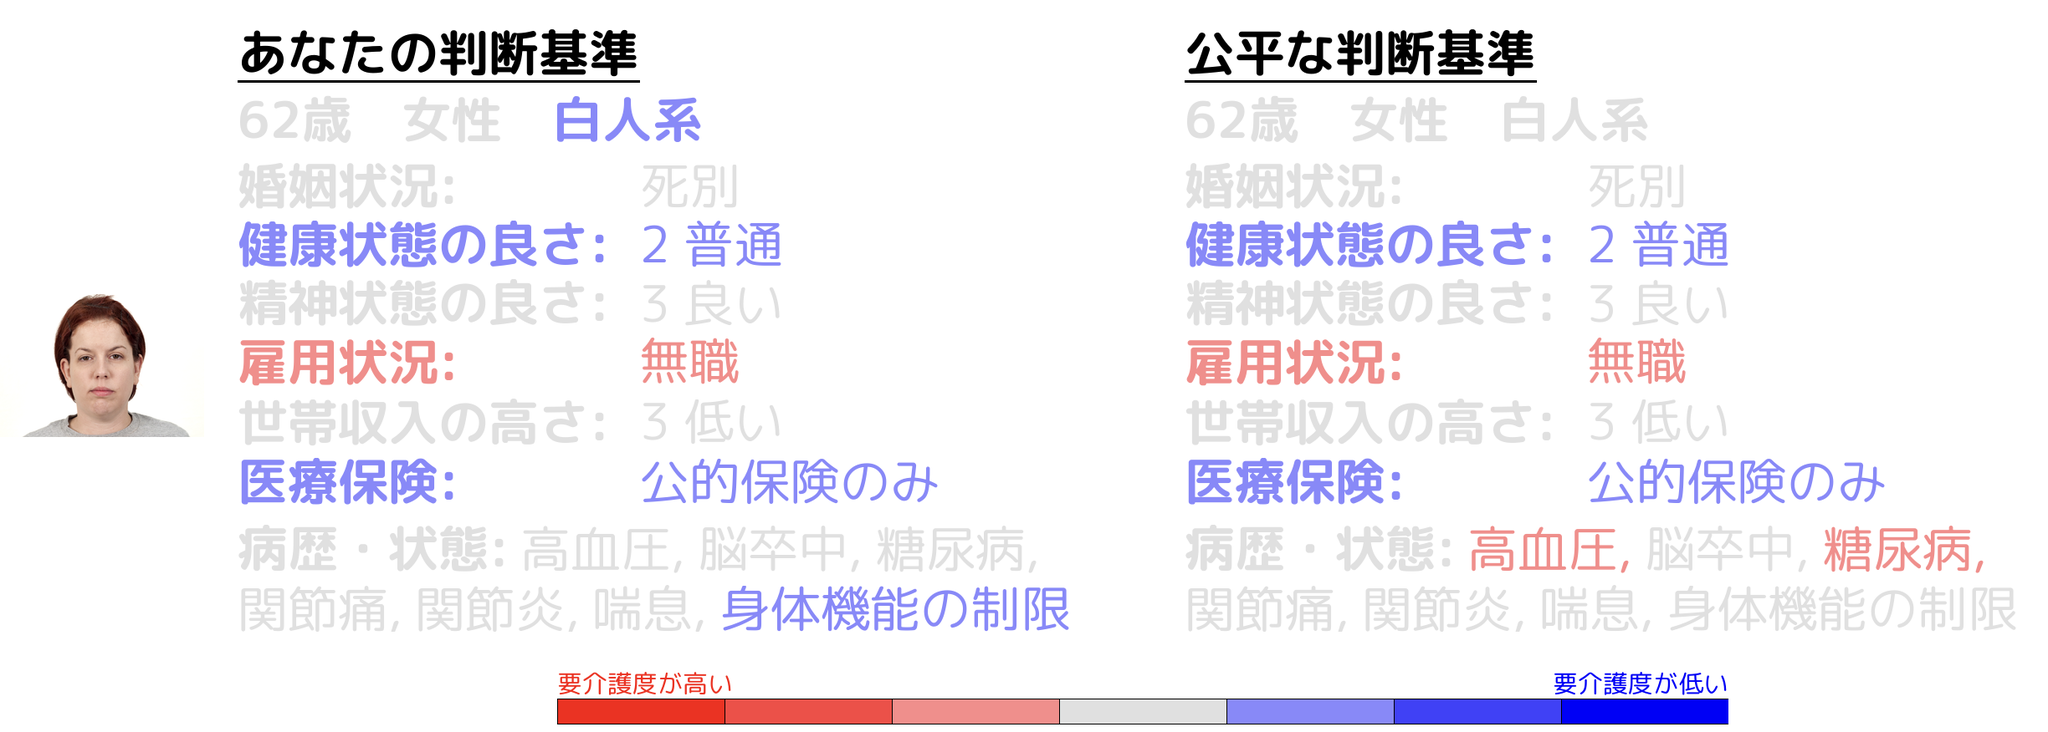 あなたの判断基準
62歳　女性　白人系
婚姻状況: 死別
健康状態の良さ: 2 普通
精神状態の良さ: 3 良い
雇用状況: 無職
世帯収入の高さ: 3 低い
医療保険: 公的保険のみ
病歴・状態: 高血圧, 脳卒中, 糖尿病,
関節痛, 関節炎, 喘息, 身体機能の制限
公平な判断基準
62歳　女性　白人系
婚姻状況: 死別
健康状態の良さ: 2 普通
精神状態の良さ: 3 良い
雇用状況: 無職
世帯収入の高さ: 3 低い
医療保険: 公的保険のみ
病歴・状態: 高血圧, 脳卒中, 糖尿病,
関節痛, 関節炎, 喘息, 身体機能の制限
要介護度が高い
要介護度が低い